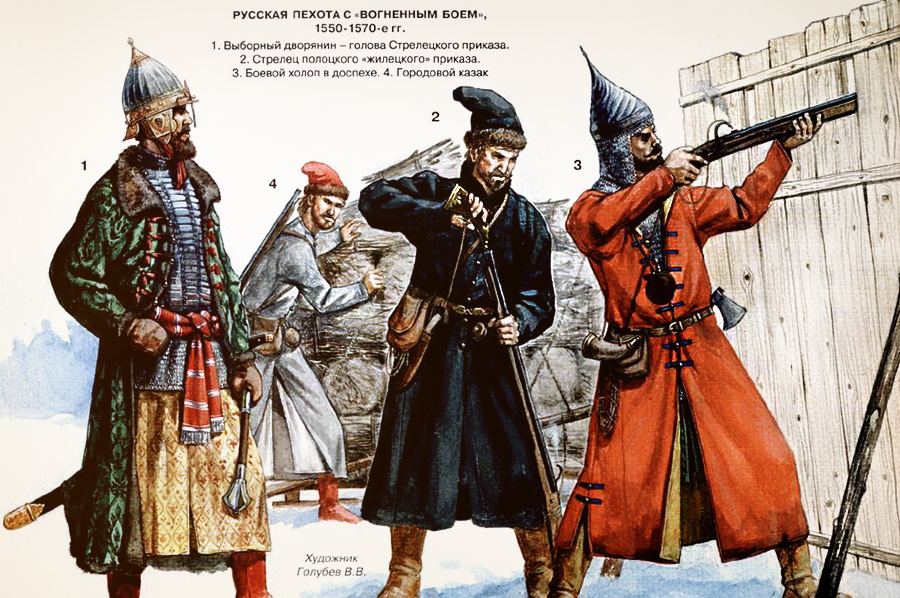 РУССКАЯ ПЕХОТА С «ВОГНЕННЫМ БОЕМ»,
1550-1570-е гг.
1. Выборный дворянин – голова Стрелецкого приказа.
2. Стрелец полоцкого «жилецкого» приказа.
3. Боевой холоп в доспехе. 4. Городовой казак
2
1
3
4
Художник
Голубев В.В.